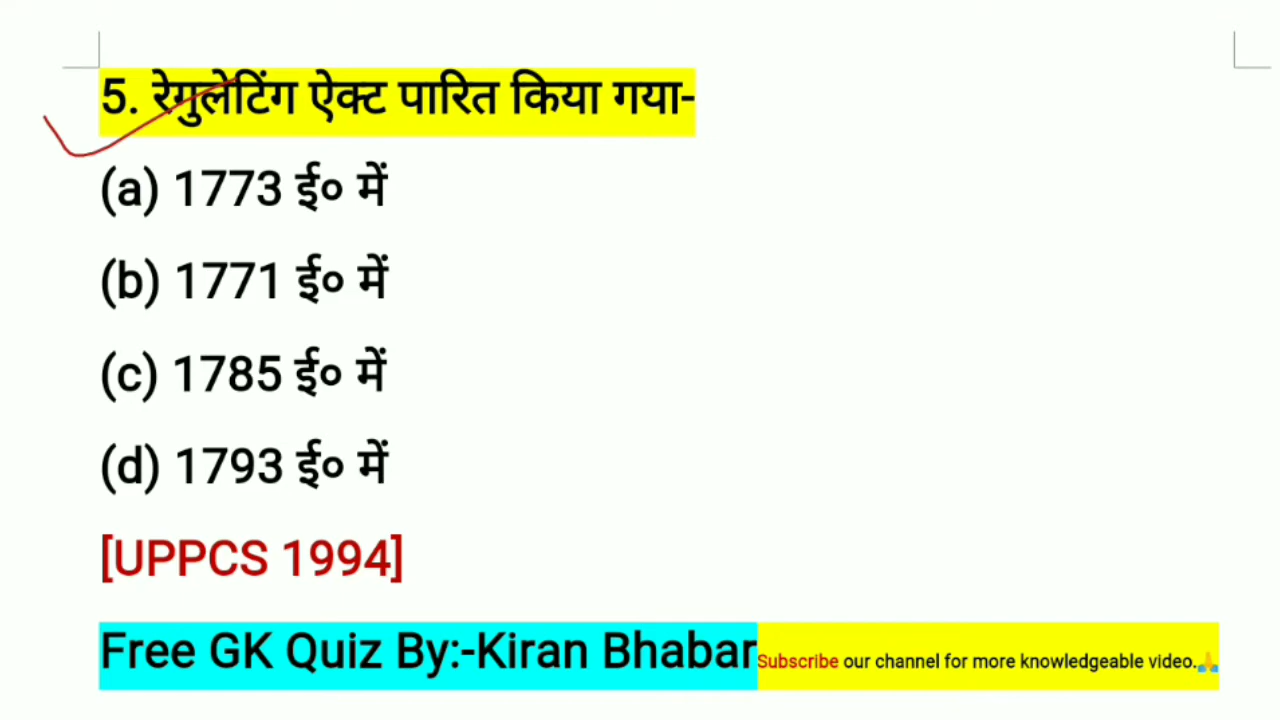 5. रेगुलेटिंग ऐक्ट पारित किया गया-
(a) 1773 ई० में
(b) 1771 ई० में
(c) 1785 ई० में
(d) 1793 ई० में
[UPPCS 1994]
Free GK Quiz By:-Kiran Bhabar Subscribe our channel for more knowledgeable video.🙏